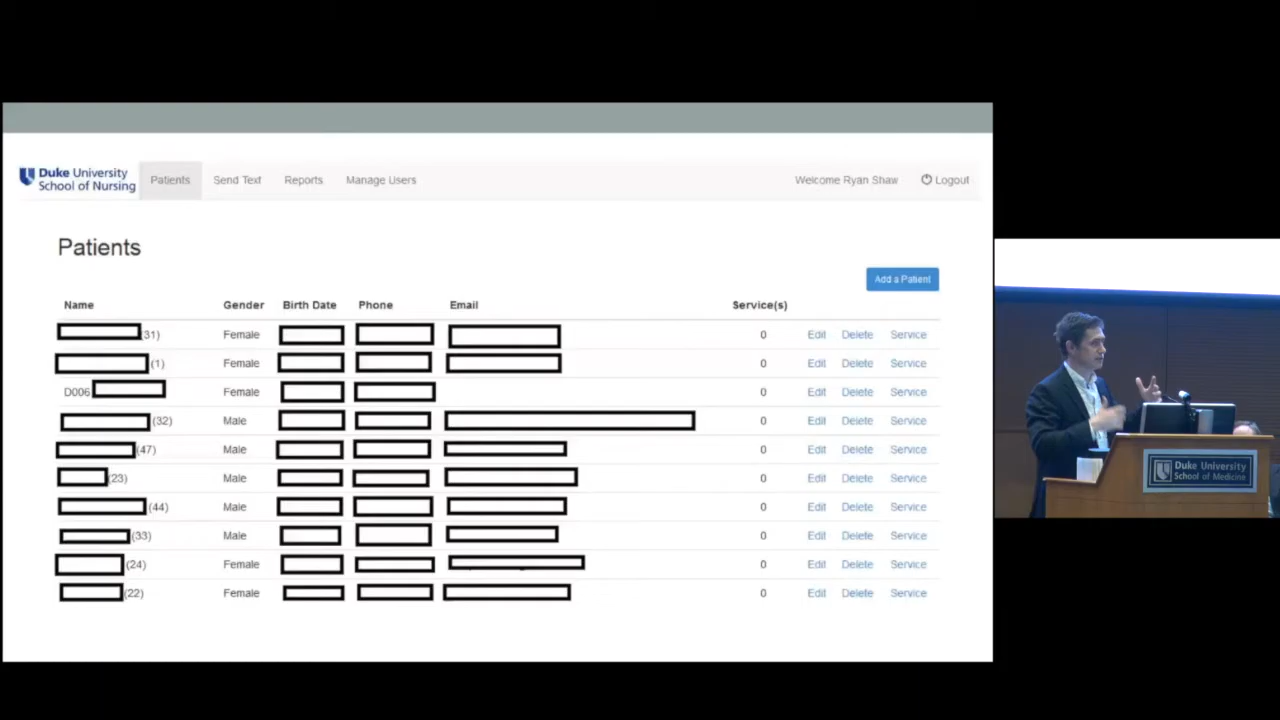 Duke University
School of Nursing
Patients Send Text Reports Manage Users Welcome Ryan Shaw Logout
Patients
Add a Patient
Name Gender Birth Date Phone Email Service(s)
(31) Female 0 Edit Delete Service
(1) Female 0 Edit Delete Service
D006 Female 0 Edit Delete Service
(32) Male 0 Edit Delete Service
(47) Male 0 Edit Delete Service
(23) Male 0 Edit Delete Service
(44) Male 0 Edit Delete Service
(33) Male 0 Edit Delete Service
(24) Female 0 Edit Delete Service
(22) Female 0 Edit Delete Service
Duke University
School of Medicine